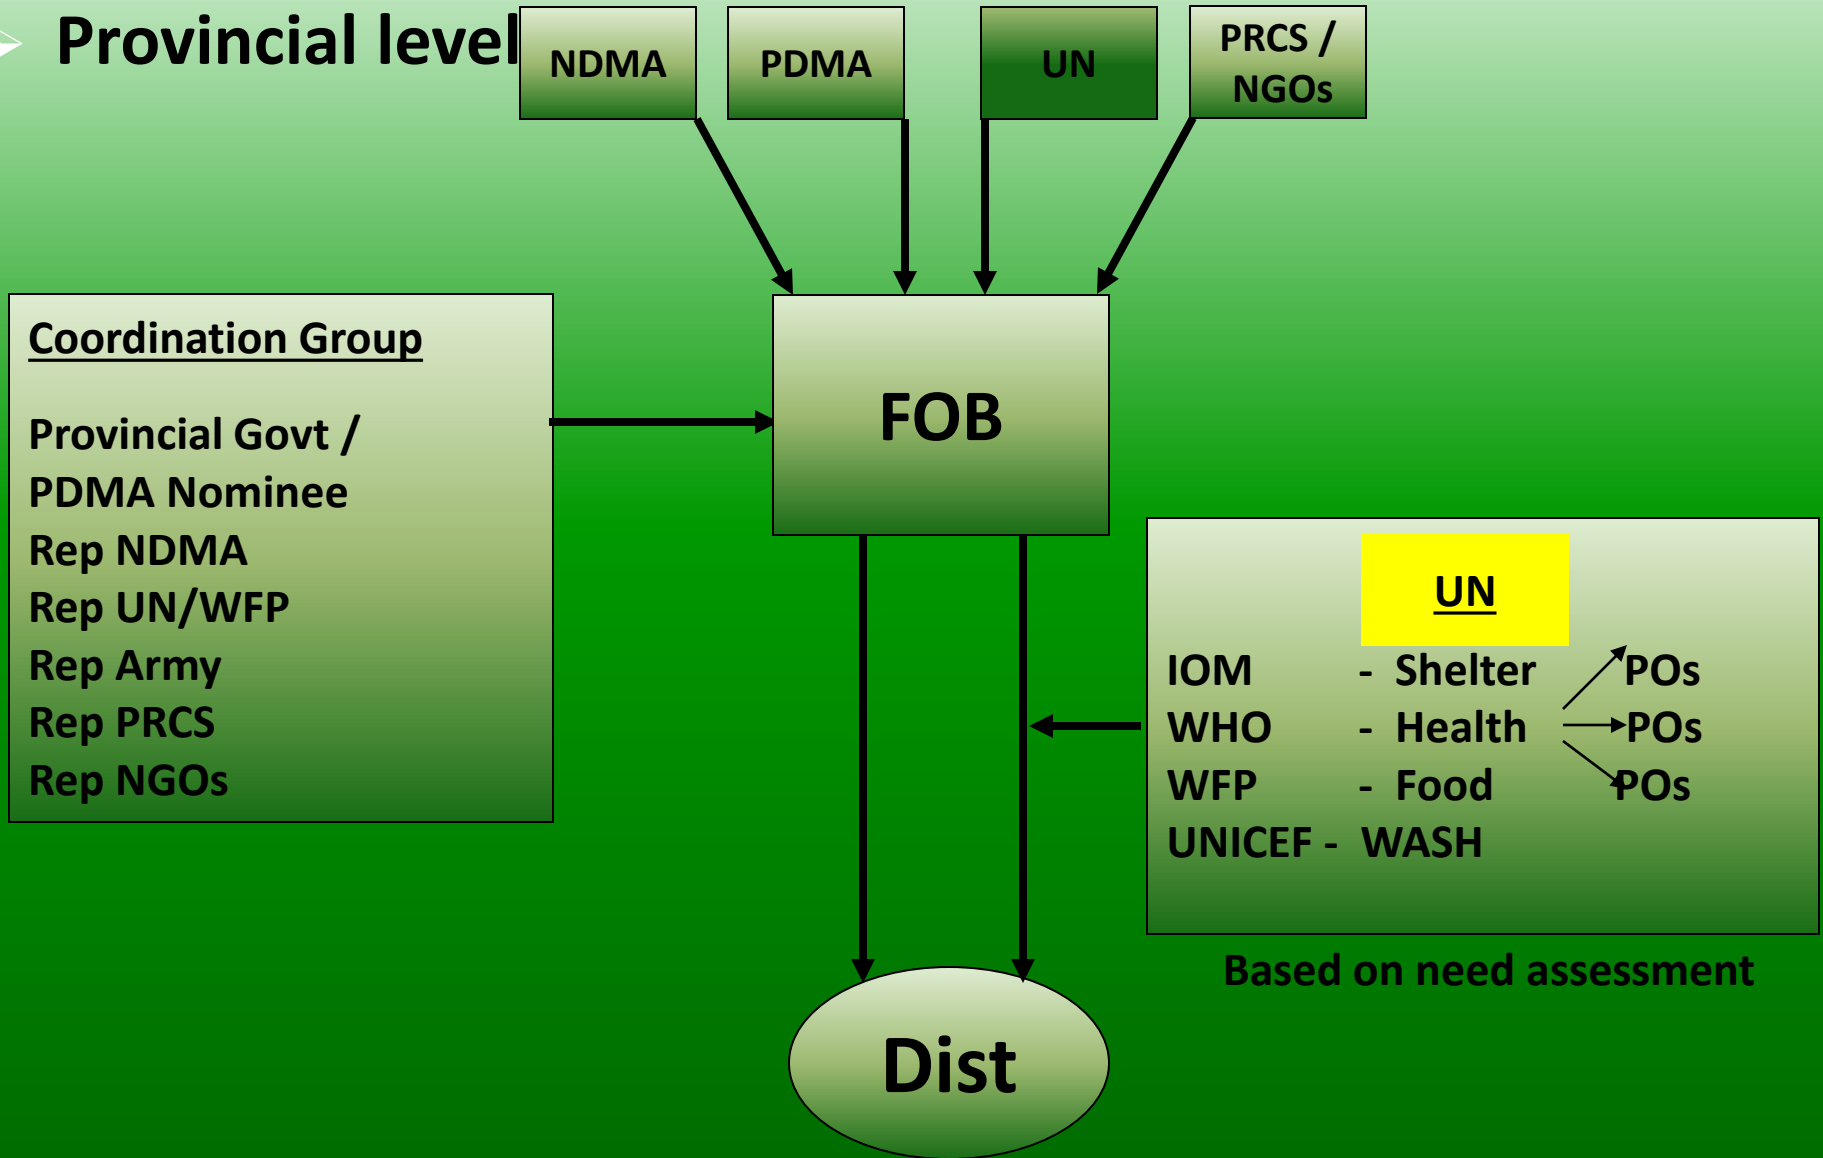 Provincial level
NDMA
PDMA
UN
PRCS /
NGOs
Coordination Group
Provincial Govt /
PDMA Nominee
Rep NDMA
Rep UN/WFP
Rep Army
Rep PRCS
Rep NGOs
FOB
UN
IOM - Shelter POs
WHO - Health POs
WFP - Food POs
UNICEF - WASH
Based on need assessment
Dist